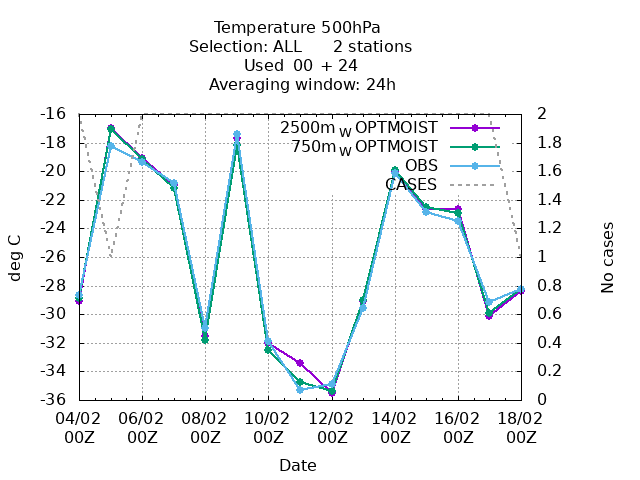 Temperature 500hPa
Selection: ALL 2 stations
Used 00 + 24
Averaging window: 24h
-16 2
-18 1.8
-20 1.6
-22 1.4
-24 1.2
-26 1
-28 0.8
-30 0.6
-32 0.4
-34 0.2
-36 0
2500m W OPTMOIST
750m W OPTMOIST
OBS
CASES
deg C
No cases
04/02 06/02 08/02 10/02 12/02 14/02 16/02 18/02
00Z 00Z 00Z 00Z 00Z 00Z 00Z 00Z
Date